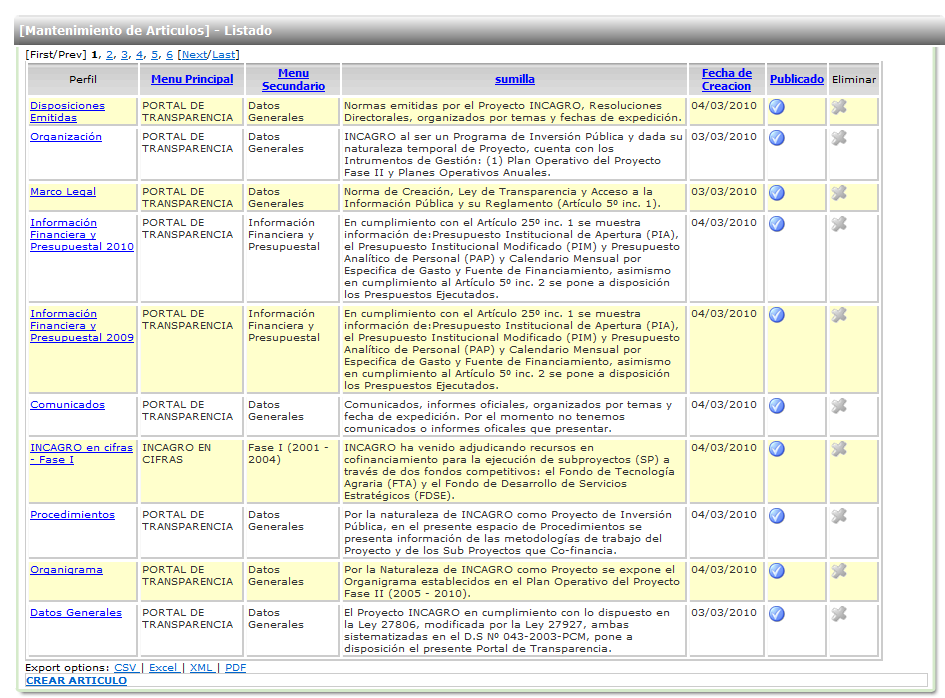 [Mantenimiento de Articulos] - Listado
[First/Prev] 1, 2, 3, 4, 5, 6 [Next/Last]
Perfil Menu Principal Menu Secundario sumilla Fecha de Creacion Publicado Eliminar
Disposiciones PORTAL DE Datos Normas emitidas por el Proyecto INCAGRO, Resoluciones 04/03/2010
Emitidas TRANSPARENCIA Generales Directorales, organizados por temas y fechas de expedición.
Organización PORTAL DE Datos INCAGRO al ser un Programa de Inversión Pública y dada su 03/03/2010
TRANSPARENCIA Generales naturaleza temporal de Proyecto, cuenta con los
Intrumentos de Gestión: (1) Plan Operativo del Proyecto
Fase II y Planes Operativos Anuales.
Marco Legal PORTAL DE Datos Norma de Creación, Ley de Transparencia y Acceso a la 03/03/2010
TRANSPARENCIA Generales Información Pública y su Reglamento (Artículo 5º inc. 1).
Información PORTAL DE Información En cumplimiento con el Artículo 25º inc. 1 se muestra 04/03/2010
Financiera y TRANSPARENCIA Financiera y información de:Presupuesto Institucional de Apertura (PIA),
Presupuestal 2010 Presupuestal el Presupuesto Institucional Modificado (PIM) y Presupuesto
Analítico de Personal (PAP) y Calendario Mensual por
Especifica de Gasto y Fuente de Financiamiento, asimismo
en cumplimiento al Artículo 5º inc. 2 se pone a disposición
los Prespuestos Ejecutados.
Información PORTAL DE Información En cumplimiento con el Artículo 25º inc. 1 se muestra 04/03/2010
Financiera y TRANSPARENCIA Financiera y información de:Presupuesto Institucional de Apertura (PIA),
Presupuestal 2009 Presupuestal el Presupuesto Institucional Modificado (PIM) y Presupuesto
Analítico de Personal (PAP) y Calendario Mensual por
Especifica de Gasto y Fuente de Financiamiento, asimismo
en cumplimiento al Artículo 5º inc. 2 se pone a disposición
los Prespuestos Ejecutados.
Comunicados PORTAL DE Datos Comunicados, informes oficiales, organizados por temas y 04/03/2010
TRANSPARENCIA Generales fecha de expedición. Por el momento no tenemos
comunicados o informes oficales que presentar.
INCAGRO en cifras INCAGRO EN Fase I (2001 - INCAGRO ha venido adjudicando recursos en 04/03/2010
- Fase I CIFRAS 2004) cofinanciamiento para la ejecución de subproyectos (SP) a
través de dos fondos competitivos: el Fondo de Tecnología
Agraria (FTA) y el Fondo de Desarrollo de Servicios
Estratégicos (FDSE).
Procedimientos PORTAL DE Datos Por la naturaleza de INCAGRO como Proyecto de Inversión 04/03/2010
TRANSPARENCIA Generales Pública, en el presente espacio de Procedimientos se
presenta información de las metodologías de trabajo del
Proyecto y de los Sub Proyectos que Co-financia.
Organigrama PORTAL DE Datos Por la Naturaleza de INCAGRO como Proyecto se expone el 04/03/2010
TRANSPARENCIA Generales Organigrama establecidos en el Plan Operativo del Proyecto
Fase II (2005 - 2010).
Datos Generales PORTAL DE Datos El Proyecto INCAGRO en cumplimiento con lo dispuesto en 03/03/2010
TRANSPARENCIA Generales la Ley 27806, modificada por la Ley 27927, ambas
sistematizadas en el D.S Nº 043-2003-PCM, pone a
disposición el presente Portal de Transparencia.
Export options: CSV | Excel | XML | PDF
CREAR ARTICULO